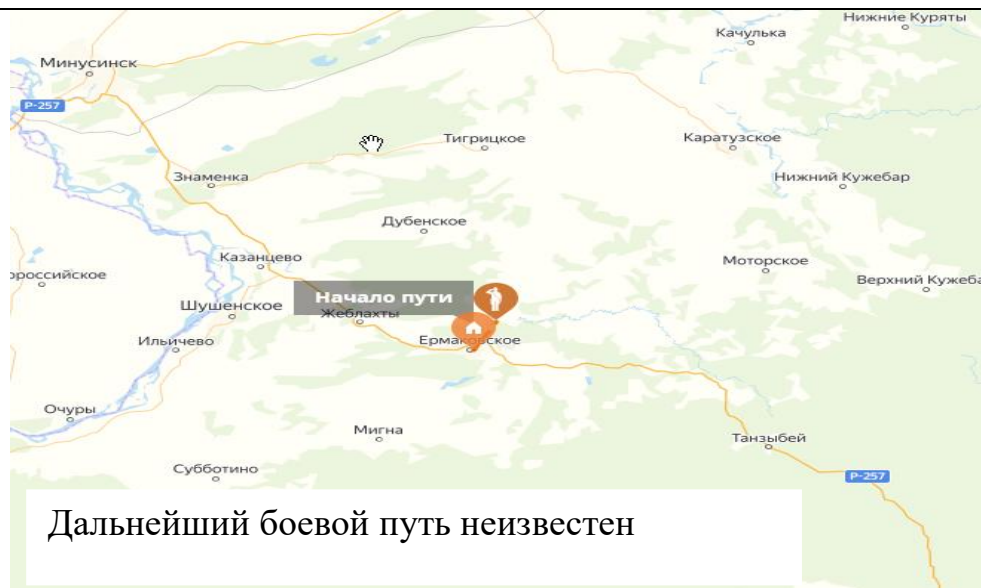 Нижние Куряты
Качулька
Минусинск
Р-257
Тигрицкое
Каратузское
Знаменка
Нижний Кужебар
Дубенское
Казанцево
Моторское
ороссийское
Верхний Кужеба
Начало пути
Шушенское
Жеблахты
Ильичево
Ермаковское
Очуры
Мигна
Танзыбей
Субботино
Р-257
Дальнейший боевой путь неизвестен